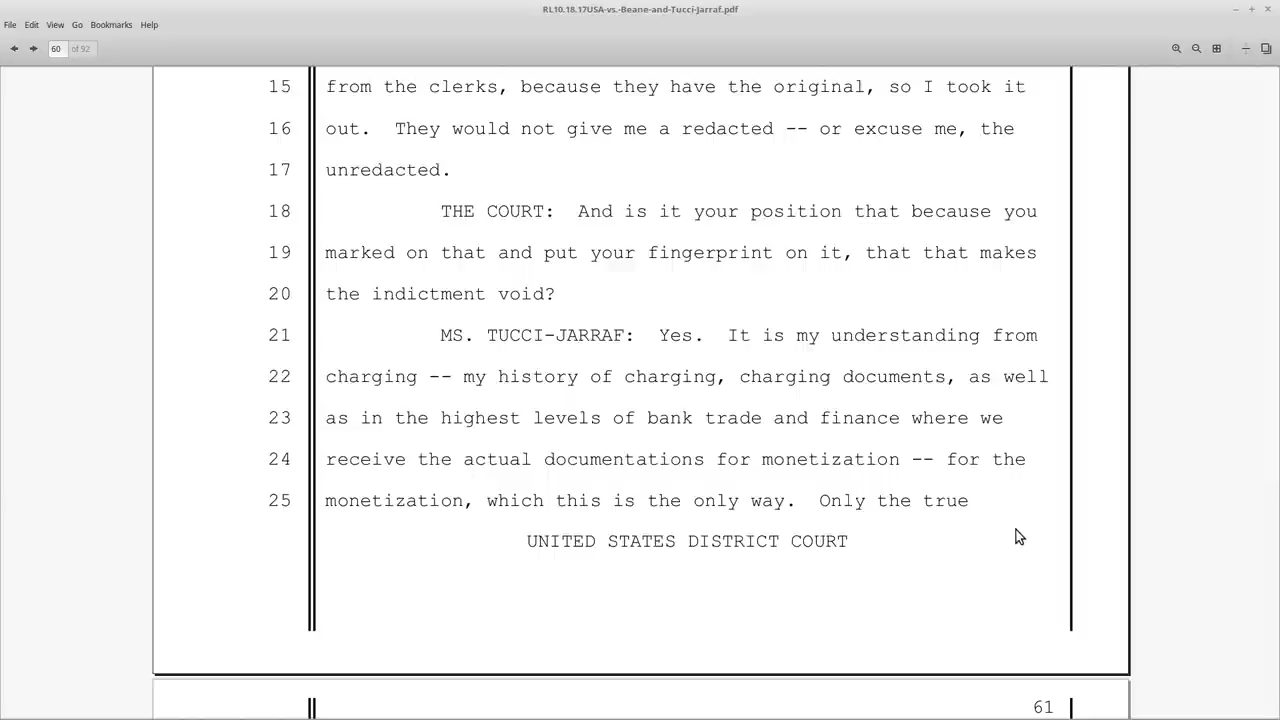 RL10.18.17USA-vs.-Beane-and-Tucci-Jarraf.pdf
File Edit View Go Bookmarks Help
60 of 92
15 from the clerks, because they have the original, so I took it
16 out. They would not give me a redacted -- or excuse me, the
17 unredacted.
18 THE COURT: And is it your position that because you
19 marked on that and put your fingerprint on it, that that makes
20 the indictment void?
21 MS. TUCCI-JARRAF: Yes. It is my understanding from
22 charging -- my history of charging, charging documents, as well
23 as in the highest levels of bank trade and finance where we
24 receive the actual documentations for monetization -- for the
25 monetization, which this is the only way. Only the true
UNITED STATES DISTRICT COURT
61